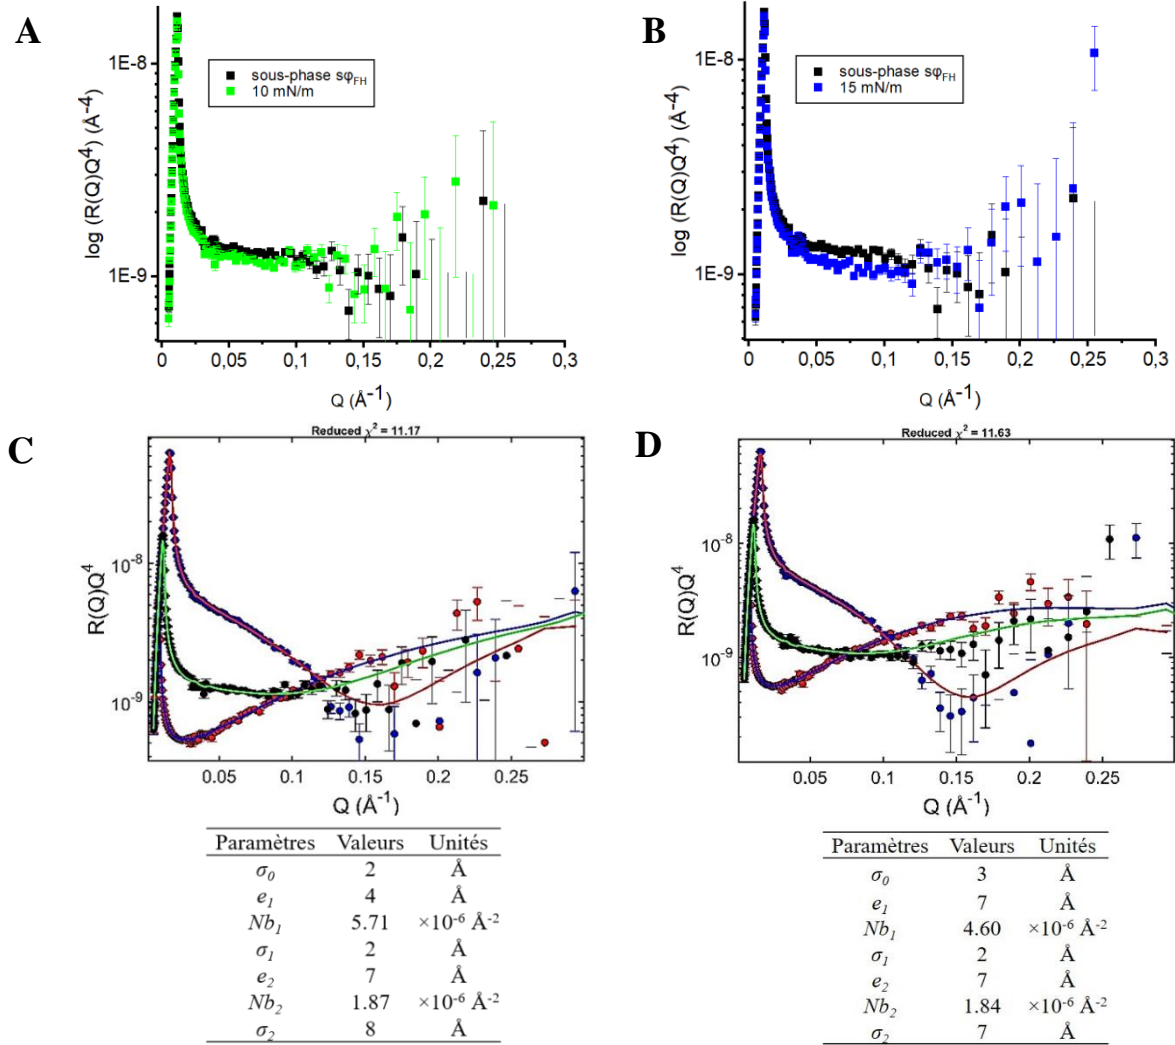 A
log (R(Q)Q⁴) (Å-4)
1E-8
1E-9
sous-phase sφFH
10 mN/m
0 0,05 0,1 0,15 0,2 0,25 0,3
Q (Å-1)
B
log (R(Q)Q⁴) (Å-4)
1E-8
1E-9
sous-phase sφFH
15 mN/m
0 0,05 0,1 0,15 0,2 0,25 0,3
Q (Å-1)
C
Reduced χ² = 11.17
R(Q)Q⁴
10-8
10-9
0.05 0.1 0.15 0.2 0.25
Q (Å-1)
D
Reduced χ² = 11.63
R(Q)Q⁴
10-8
10-9
0.05 0.1 0.15 0.2 0.25
Q (Å-1)
Paramètres Valeurs Unités
σ0 2 Å
e1 4 Å
Nb1 5.71 ×10-6 Å-2
σ1 2 Å
e2 7 Å
Nb2 1.87 ×10-6 Å-2
σ2 8 Å
Paramètres Valeurs Unités
σ0 3 Å
e1 7 Å
Nb1 4.60 ×10-6 Å-2
σ1 2 Å
e2 7 Å
Nb2 1.84 ×10-6 Å-2
σ2 7 Å